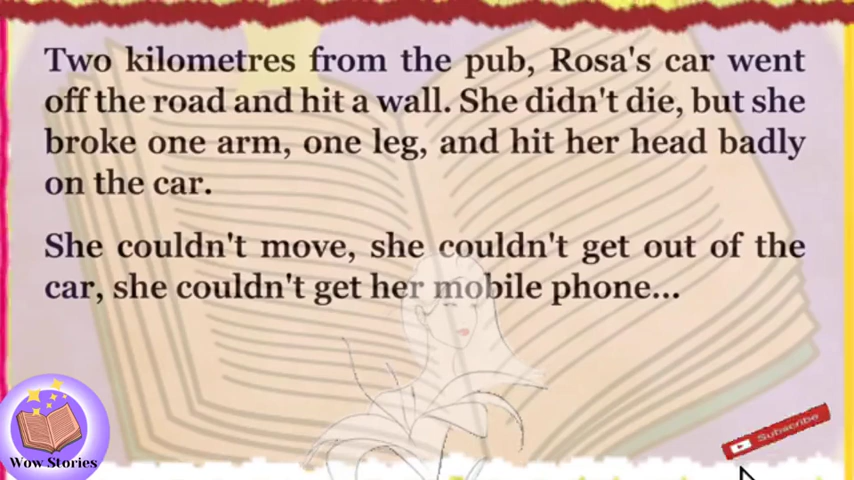 Two kilometres from the pub, Rosa's car went
off the road and hit a wall. She didn't die, but she
broke one arm, one leg, and hit her head badly
on the car.
She couldn't move, she couldn't get out of the
car, she couldn't get her mobile phone...
Subscribe
Wow Stories